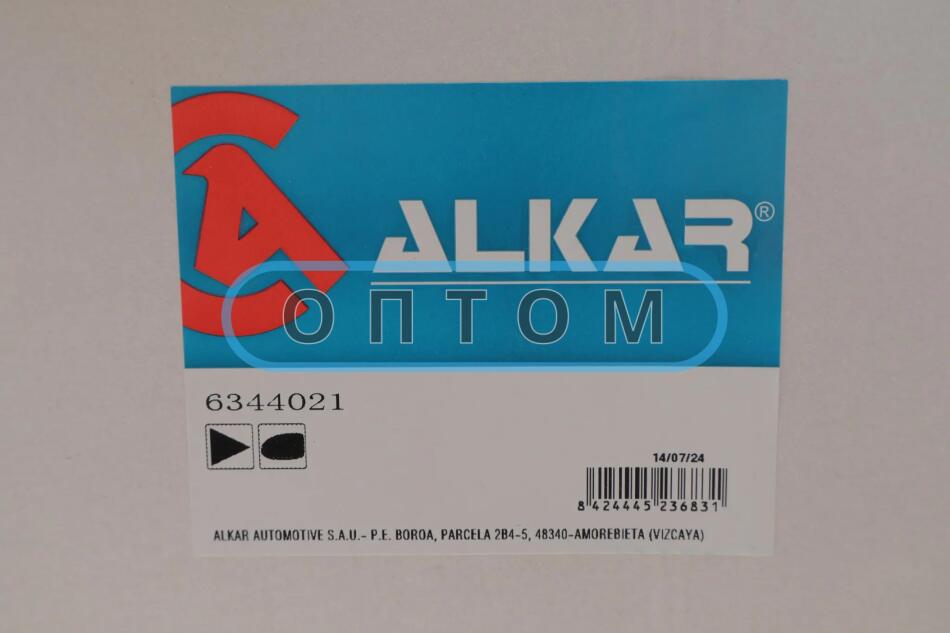 ALKAR®
ОПТОМ
6344021
14/07/24
8 424445 236831
ALKAR AUTOMOTIVE S.A.U.- P.E. BOROA, PARCELA 2B4-5, 48340-AMOREBIETA (VIZCAYA)